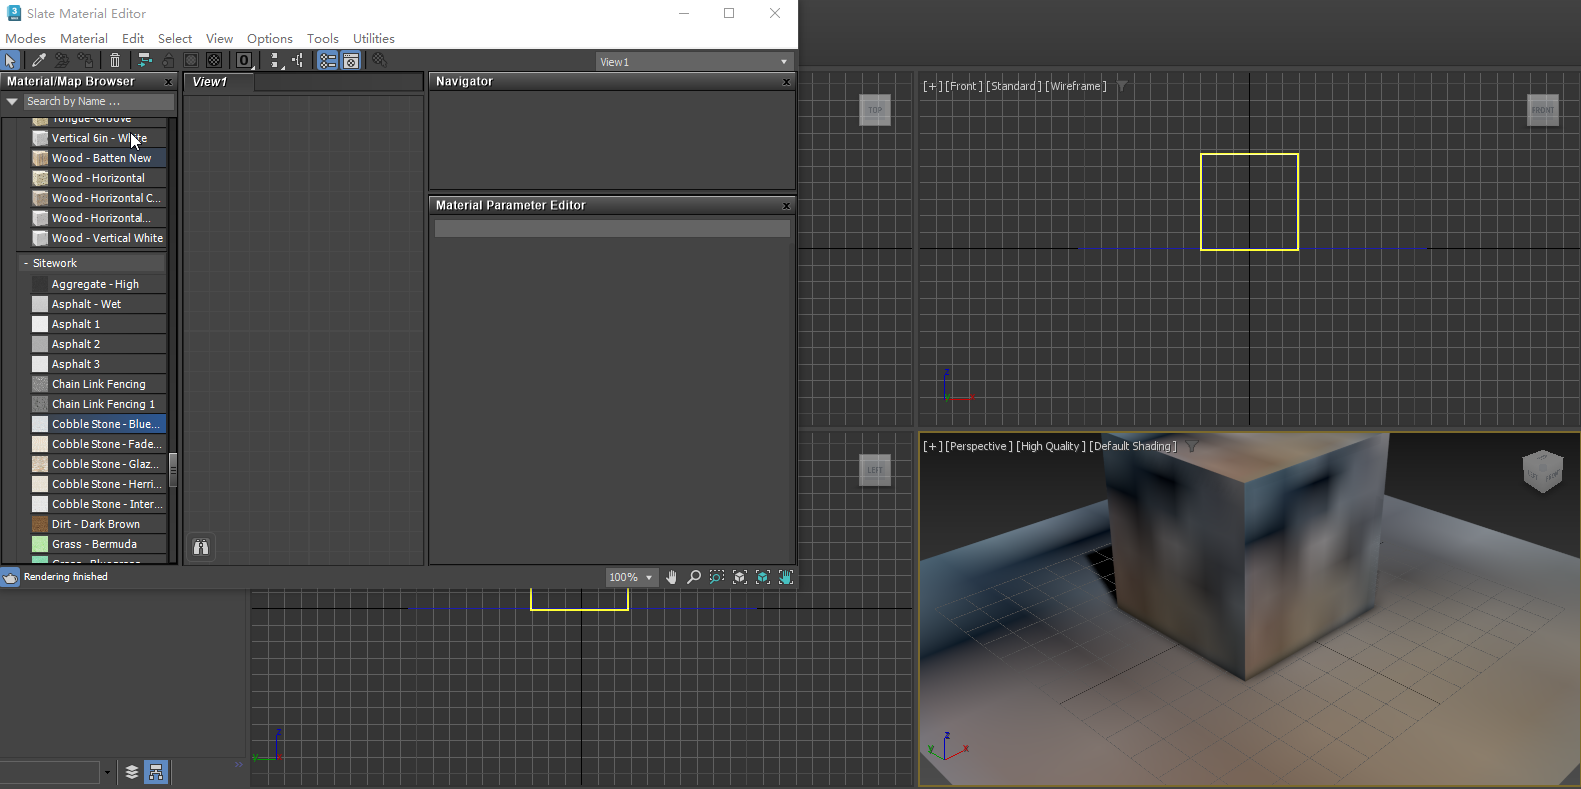 Slate Material Editor
Modes Material Edit Select View Options Tools Utilities
View1
Material/Map Browser
Search by Name ...
Tongue-Groove
Vertical 6in - White
Wood - Batten New
Wood - Horizontal
Wood - Horizontal C...
Wood - Horizontal...
Wood - Vertical White
- Sitework
Aggregate - High
Asphalt - Wet
Asphalt 1
Asphalt 2
Asphalt 3
Chain Link Fencing
Chain Link Fencing 1
Cobble Stone - Blue...
Cobble Stone - Fade...
Cobble Stone - Glaz...
Cobble Stone - Herri...
Cobble Stone - Inter...
Dirt - Dark Brown
Grass - Bermuda
Grass - Bluegrass
Rendering finished
View1
Navigator
Material Parameter Editor
100%
TOP
[+] [Front ] [Standard ] [Wireframe ]
FRONT
z
x
LEFT
z
y
[+] [Perspective ] [High Quality ] [Default Shading ]
LEFT
FRONT
z
y
x